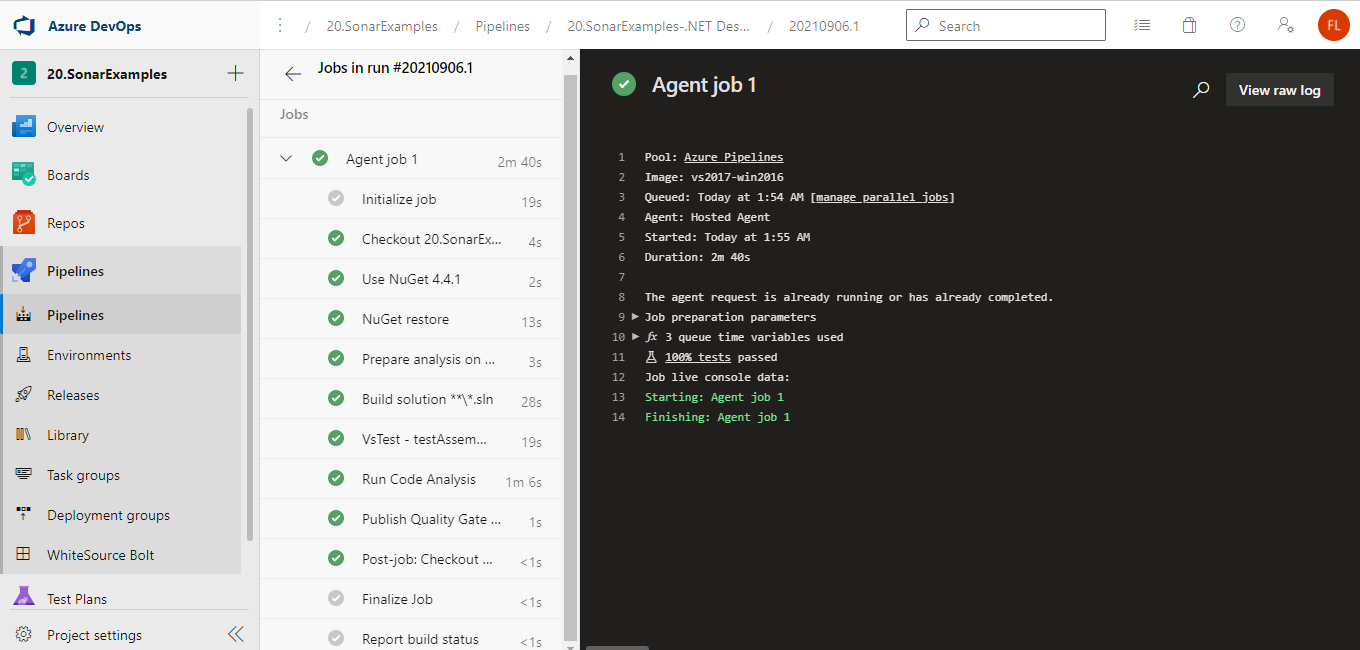 Azure DevOps
20.SonarExamples / Pipelines / 20.SonarExamples-.NET Des... / 20210906.1
Search
FL
2 20.SonarExamples
Overview
Boards
Repos
Pipelines
Pipelines
Environments
Releases
Library
Task groups
Deployment groups
WhiteSource Bolt
Test Plans
Project settings
Jobs in run #20210906.1
Jobs
Agent job 1 2m 40s
Initialize job 19s
Checkout 20.SonarEx... 4s
Use NuGet 4.4.1 2s
NuGet restore 13s
Prepare analysis on ... 3s
Build solution **\*.sln 28s
VsTest - testAssem... 19s
Run Code Analysis 1m 6s
Publish Quality Gate ... 1s
Post-job: Checkout ... <1s
Finalize Job <1s
Report build status <1s
Agent job 1
View raw log
1 Pool: Azure Pipelines
2 Image: vs2017-win2016
3 Queued: Today at 1:54 AM [manage parallel jobs]
4 Agent: Hosted Agent
5 Started: Today at 1:55 AM
6 Duration: 2m 40s
7
8 The agent request is already running or has already completed.
9 Job preparation parameters
10 fx 3 queue time variables used
11 100% tests passed
12 Job live console data:
13 Starting: Agent job 1
14 Finishing: Agent job 1